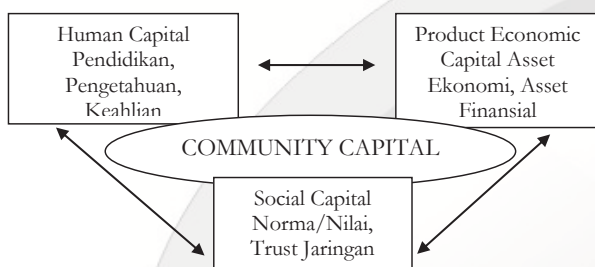 Human Capital
Pendidikan,
Pengetahuan,
Keahlian
Product Economic
Capital Asset
Ekonomi, Asset
Finansial
COMMUNITY CAPITAL
Social Capital
Norma/Nilai,
Trust Jaringan